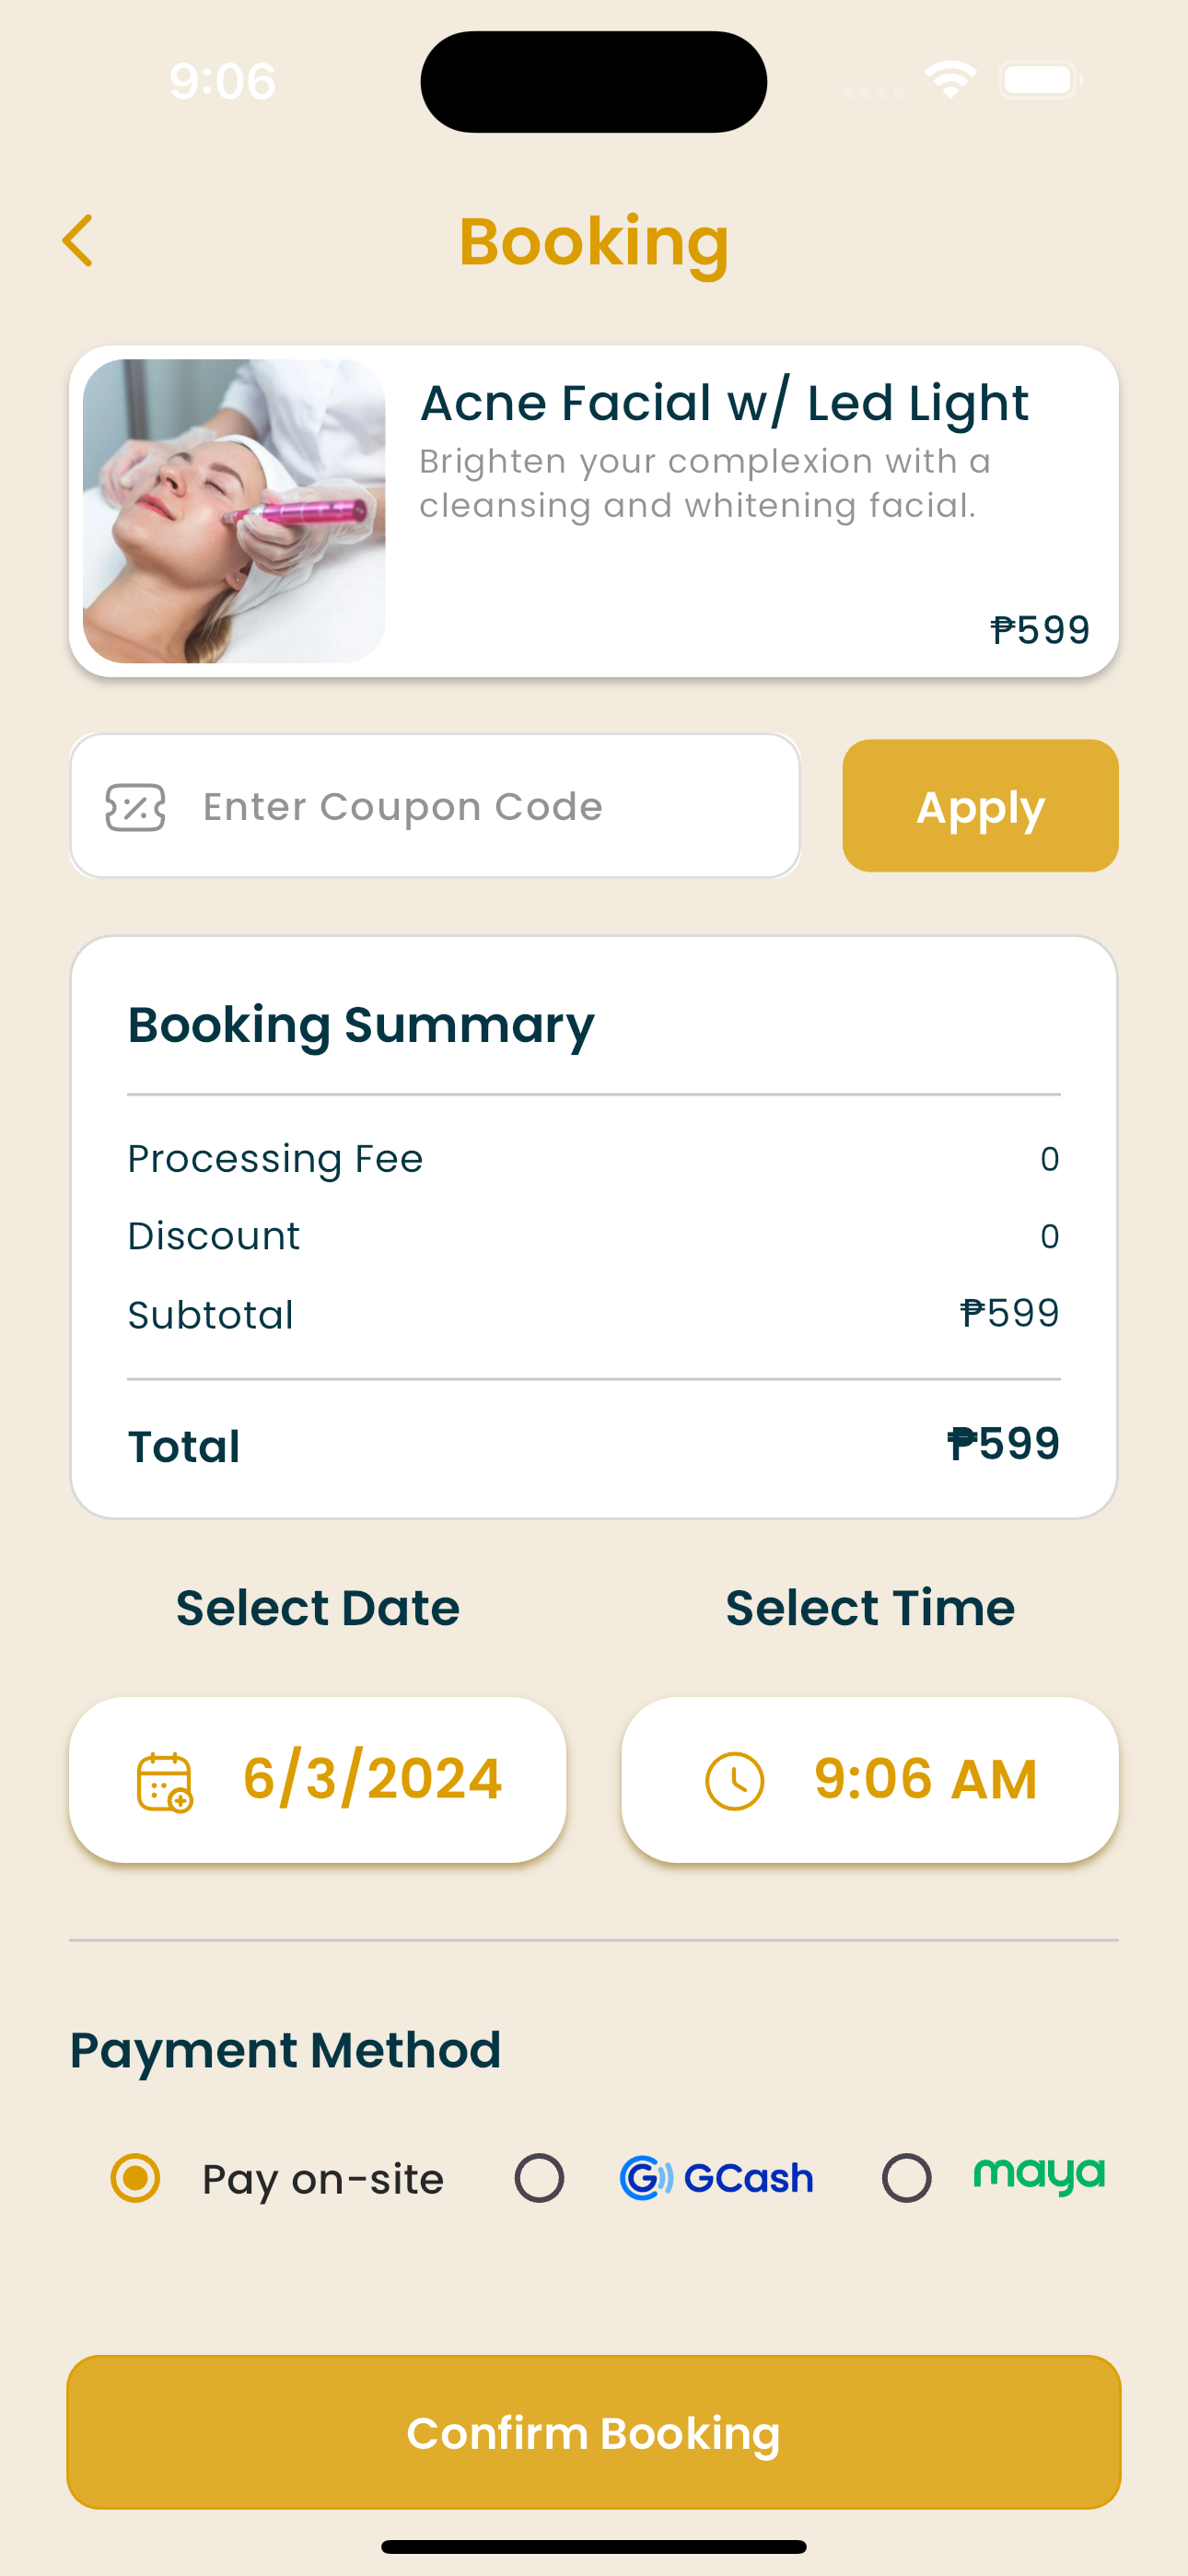 9:06
Booking
Acne Facial w/ Led Light
Brighten your complexion with a
cleansing and whitening facial.
₱599
Enter Coupon Code
Apply
Booking Summary
Processing Fee 0
Discount 0
Subtotal ₱599
Total ₱599
Select Date Select Time
6/3/2024 9:06 AM
Payment Method
Pay on-site GCash maya
Confirm Booking